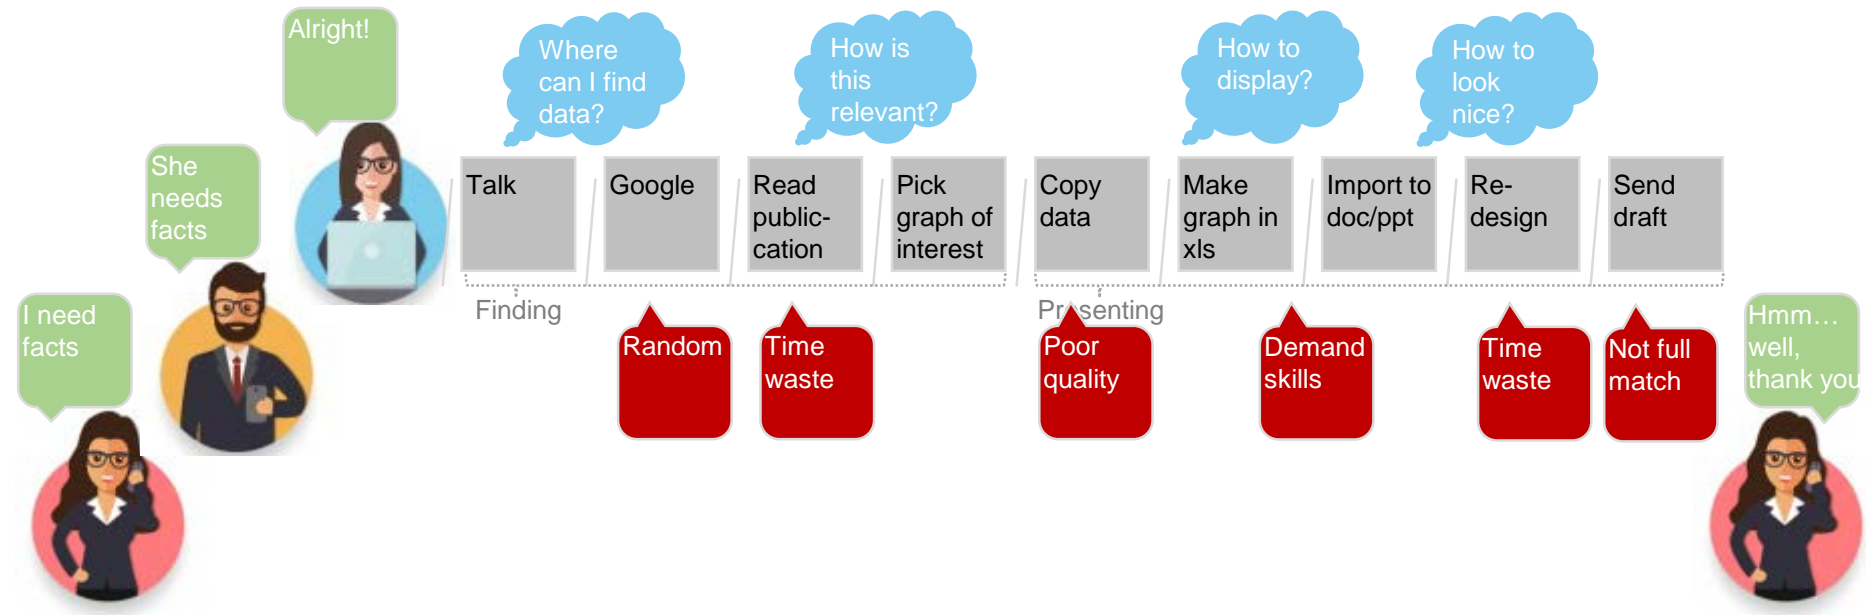 Alright!
She
needs
facts
I need
facts
Where
can I find
data?
How is
this
relevant?
How to
display?
How to
look
nice?
Talk
Google
Read
public-
cation
Pick
graph of
interest
Copy
data
Make
graph in
xls
Import to
doc/ppt
Re-
design
Send
draft
Finding
Presenting
Random
Time
waste
Poor
quality
Demand
skills
Time
waste
Not full
match
Hmm…
well,
thank you